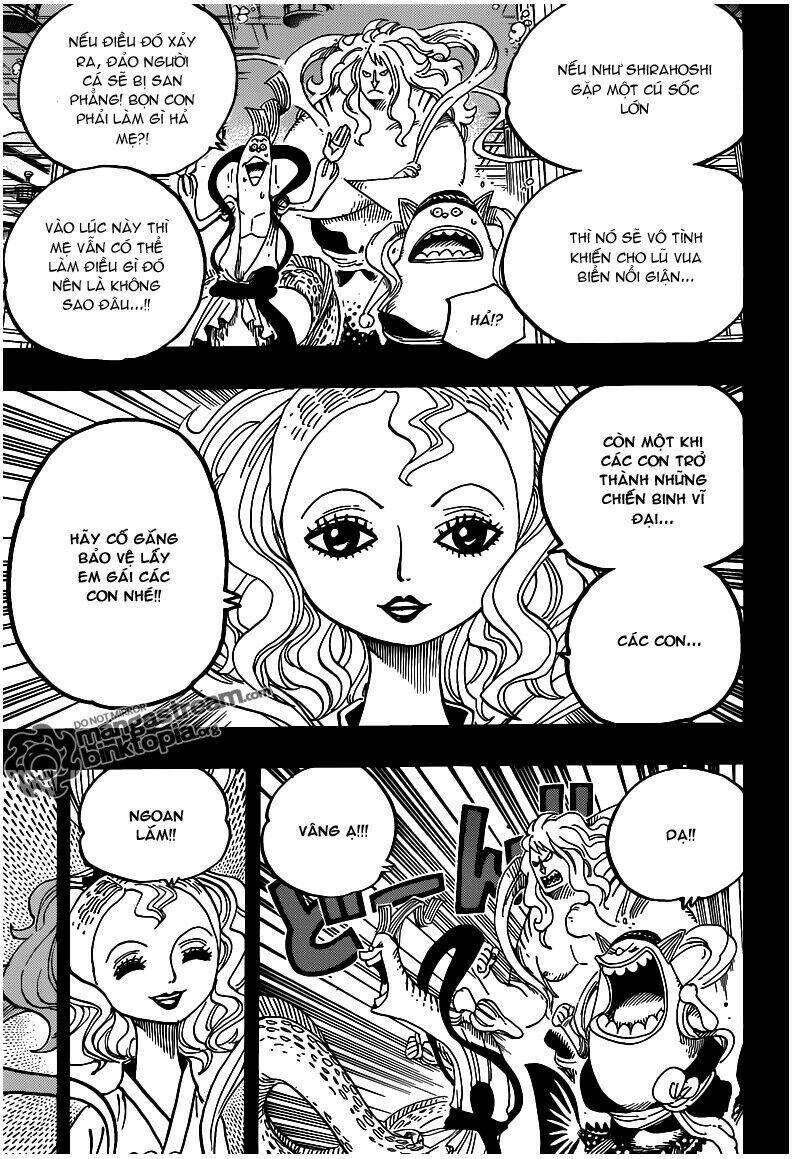 NẾU NHƯ SHIRAHOSHI
GẶP MỘT CÚ SỐC
LỚN
THÌ NÓ SẼ VÔ TÌNH
KHIẾN CHO LŨ VUA
BIỂN NỔI GIẬN...
HẢ!?
NẾU ĐIỀU ĐÓ XẢY
RA, ĐẢO NGƯỜI
CÁ SẼ BỊ SAN
PHẲNG! BỌN CON
PHẢI LÀM GÌ HẢ
MẸ?!
VÀO LÚC NÀY THÌ
MẸ VẪN CÓ THỂ
LÀM ĐIỀU GÌ ĐÓ
NÊN LÀ KHÔNG
SAO ĐÂU...!!
CÒN MỘT KHI
CÁC CON TRỞ
THÀNH NHỮNG
CHIẾN BINH VĨ
ĐẠI...
CÁC CON...
HÃY CỐ GẮNG
BẢO VỆ LẤY
EM GÁI CÁC
CON NHÉ!!
DO NOT MIRROR
mangastream.com
binktopia.org
DẠ!!
VÂNG Ạ!!!
どーん!!
NGOAN
LẮM!!